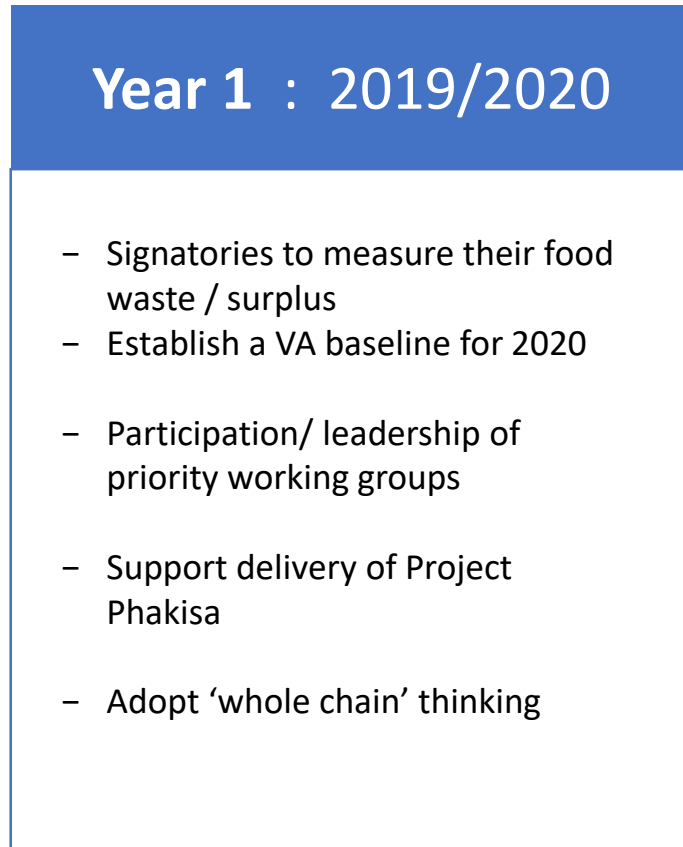 Year 1 : 2019/2020
− Signatories to measure their food
waste / surplus
− Establish a VA baseline for 2020
− Participation/ leadership of
priority working groups
− Support delivery of Project
Phakisa
− Adopt ‘whole chain’ thinking